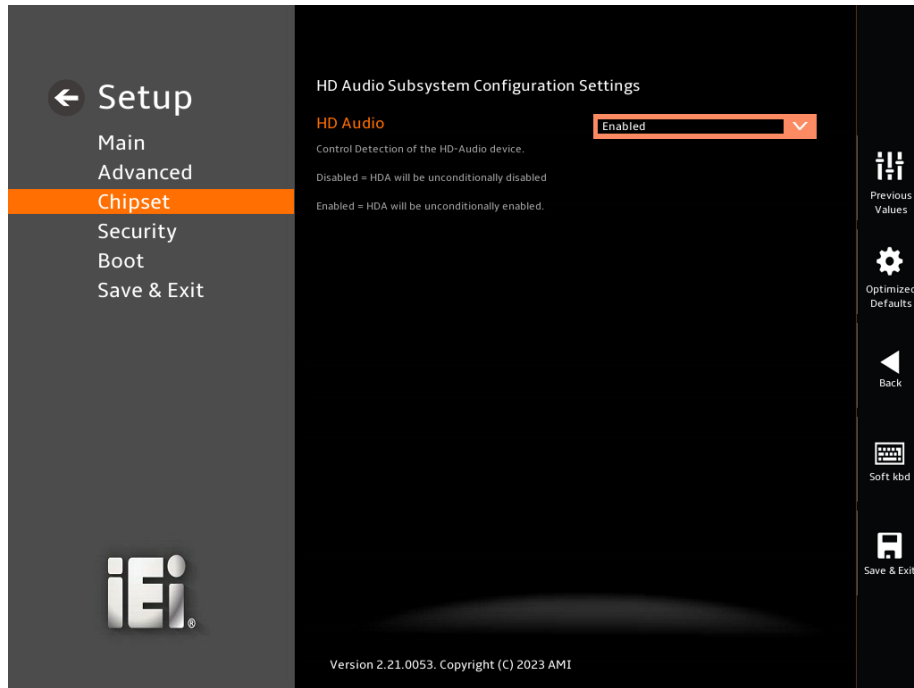 Setup
Main
Advanced
Chipset
Security
Boot
Save & Exit
iEi®
HD Audio Subsystem Configuration Settings
HD Audio
Enabled
Control Detection of the HD-Audio device.
Disabled = HDA will be unconditionally disabled
Enabled = HDA will be unconditionally enabled.
Previous
Values
Optimized
Defaults
Back
Soft kbd
Save & Exit
Version 2.21.0053. Copyright (C) 2023 AMI